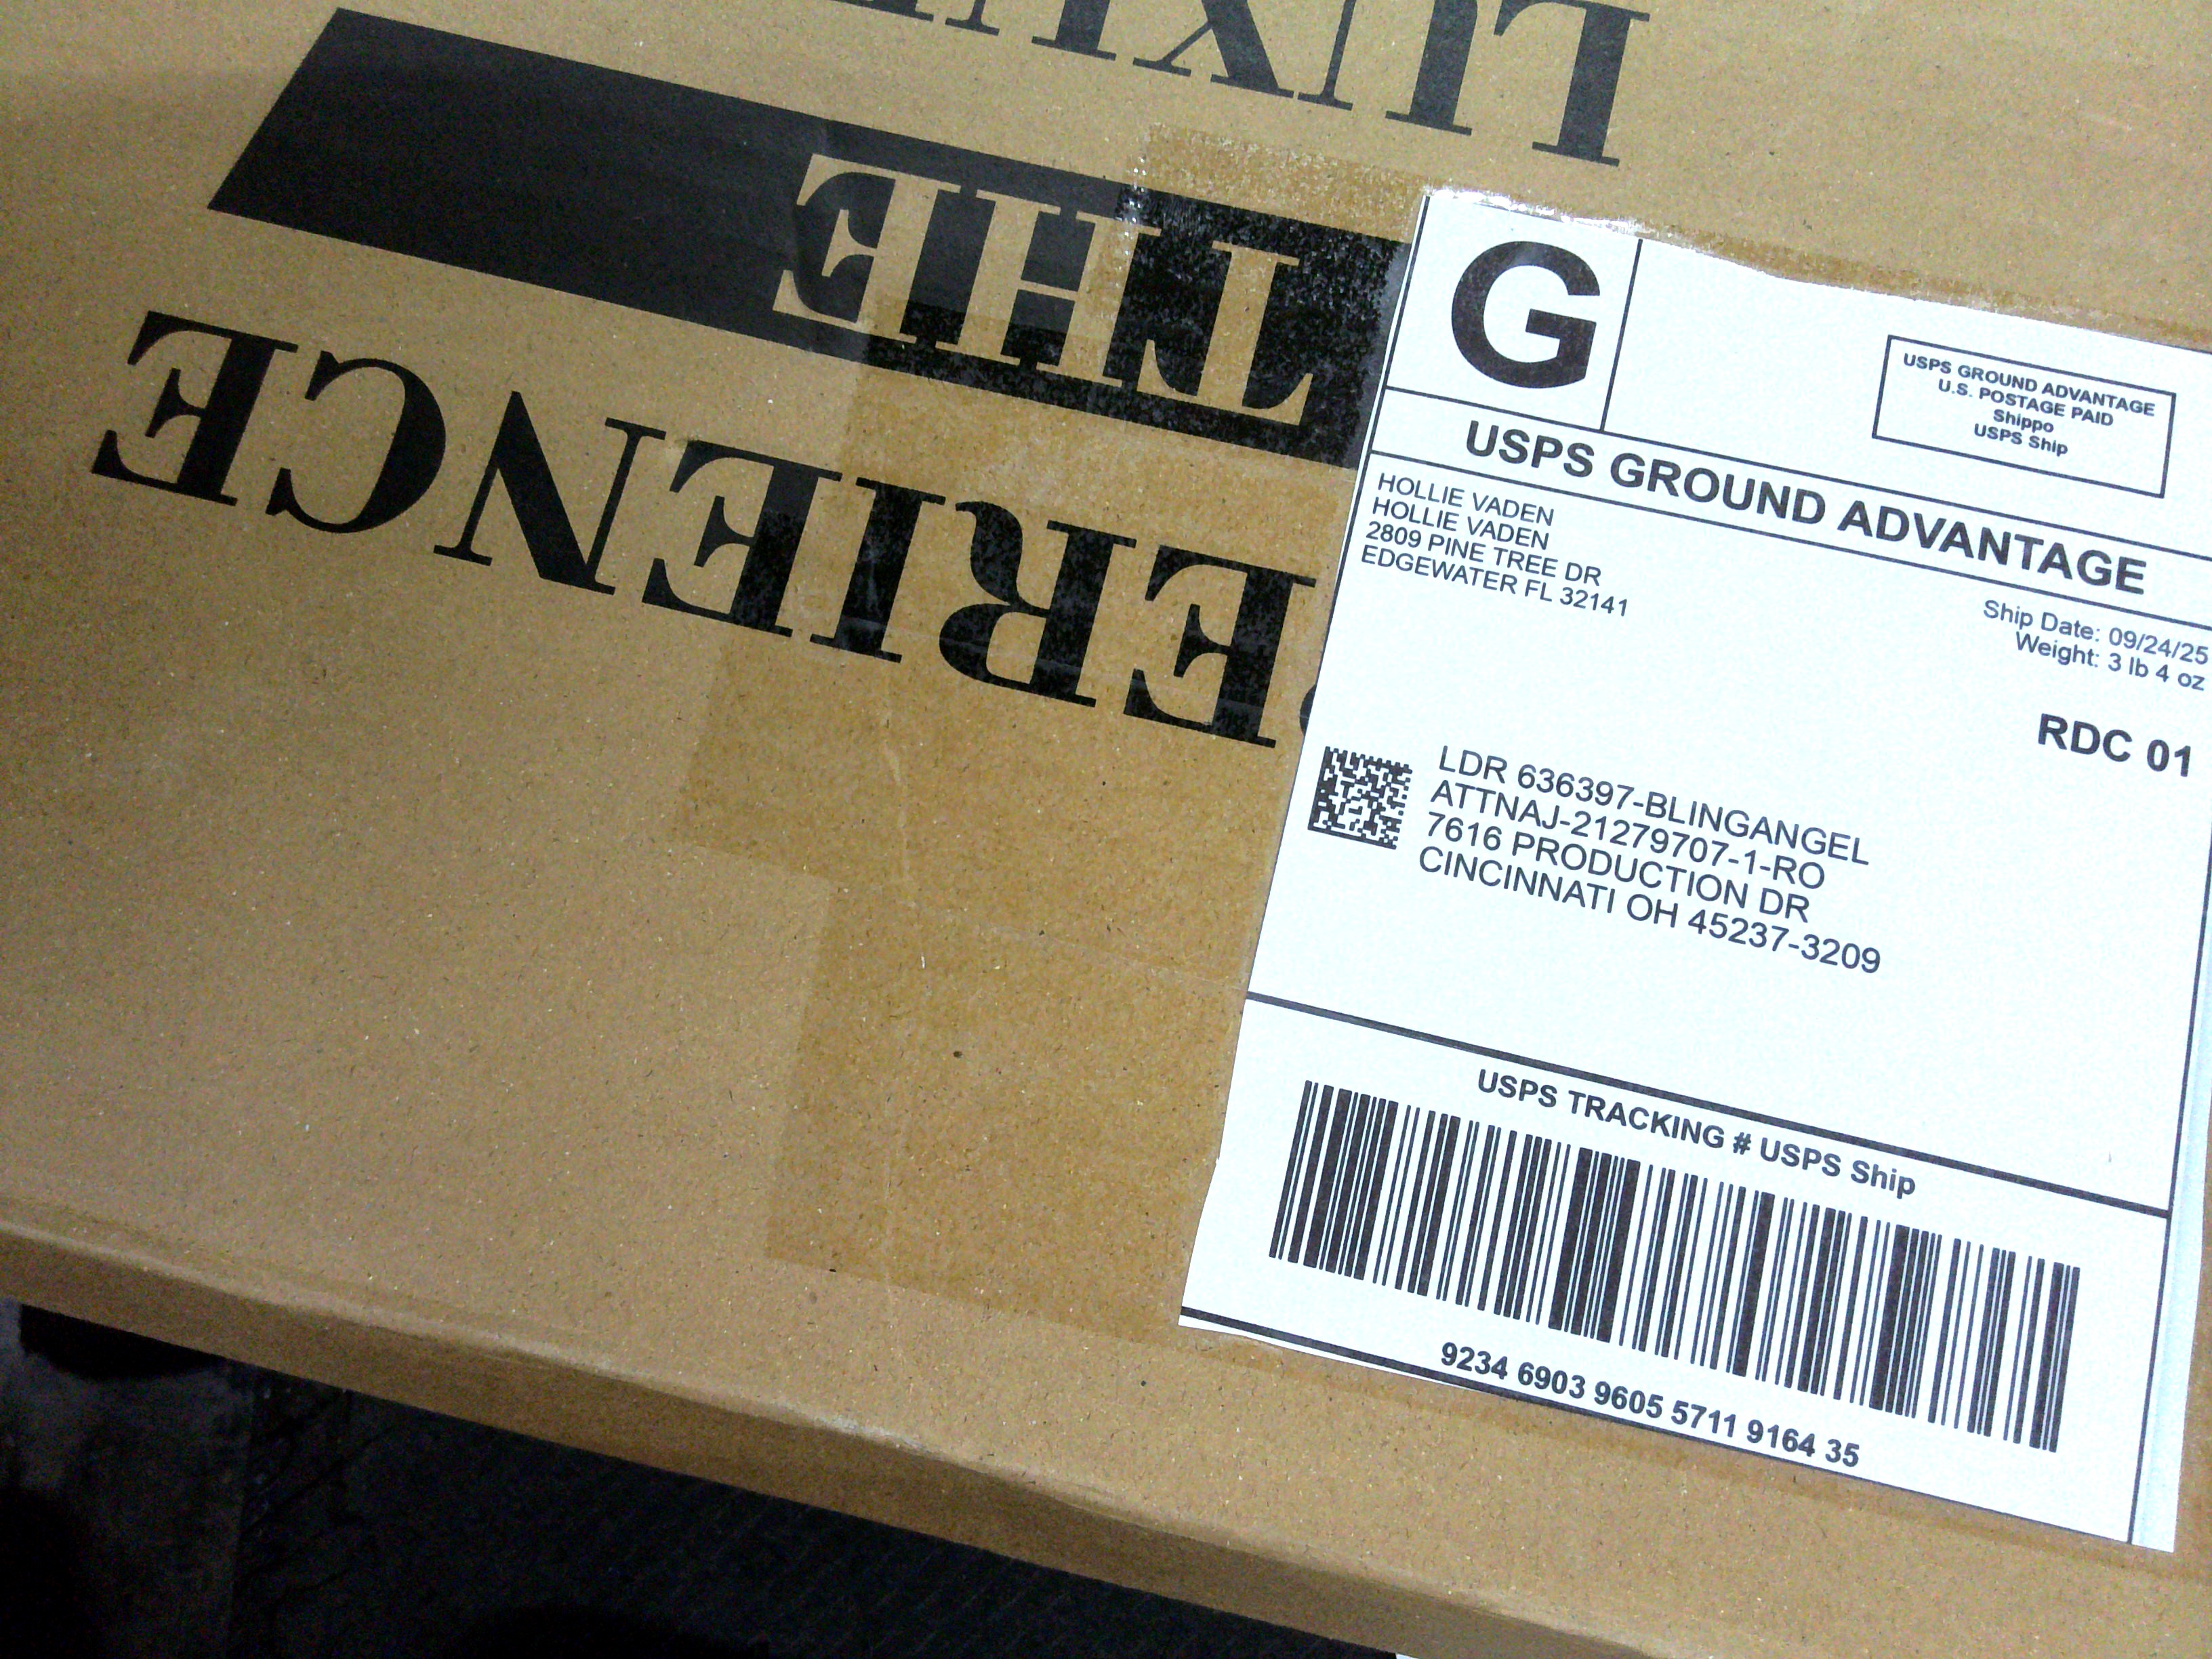 G
USPS GROUND ADVANTAGE
U.S. POSTAGE PAID
Shippo
USPS Ship
USPS GROUND ADVANTAGE
HOLLIE VADEN
HOLLIE VADEN
2809 PINE TREE DR
EDGEWATER FL 32141
Ship Date: 09/24/25
Weight: 3 lb 4 oz
RDC 01
LDR 636397-BLINGANGEL
ATTNAJ-21279707-1-RO
7616 PRODUCTION DR
CINCINNATI OH 45237-3209
USPS TRACKING # USPS Ship
9234 6903 9605 5711 9164 35
ERIENCE
THE
LUXU